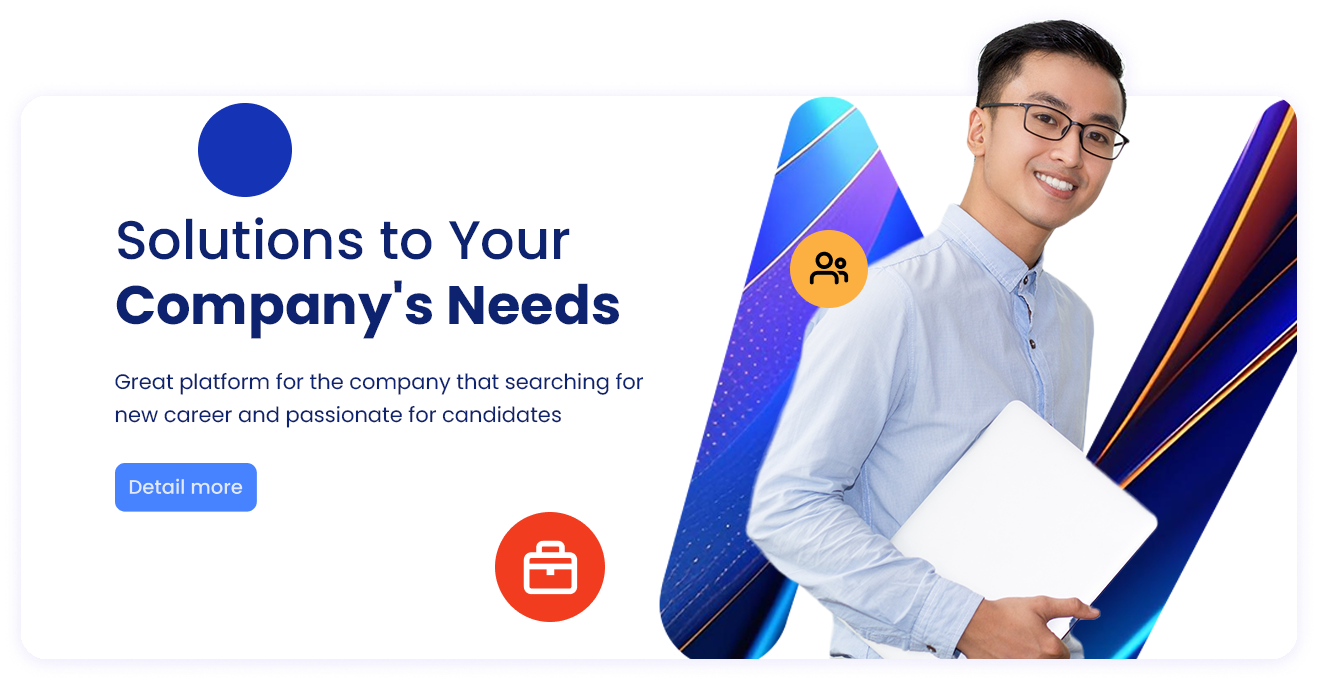 Solutions to Your
Company's Needs
Great platform for the company that searching for
new career and passionate for candidates
Detail more